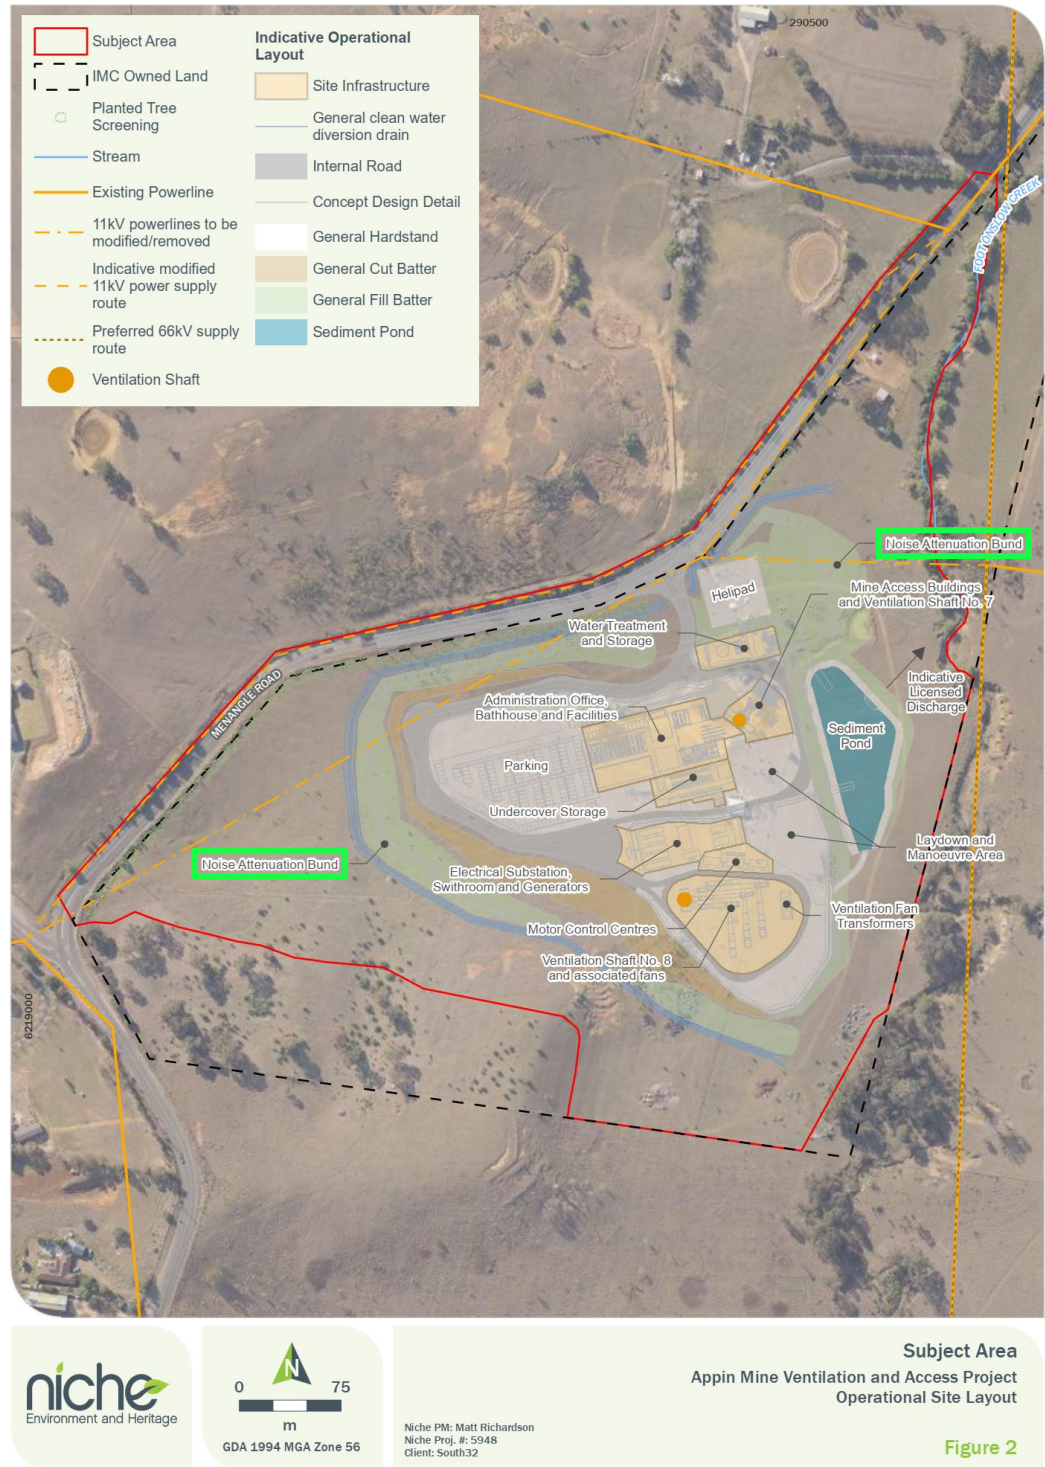 Subject Area
IMC Owned Land
Planted Tree
Screening
Stream
Existing Powerline
11kV powerlines to be
modified/removed
Indicative modified
11kV power supply
route
Preferred 66kV supply
route
Ventilation Shaft
Indicative Operational
Layout
Site Infrastructure
General clean water
diversion drain
Internal Road
Concept Design Detail
General Hardstand
General Cut Batter
General Fill Batter
Sediment Pond
290500
FOOT ONSLOW CREEK
Noise Attenuation Bund
Mine Access Buildings
and Ventilation Shaft No. 7
Helipad
Water Treatment
and Storage
Indicative
Licensed
Discharge
MENANGLE ROAD
Administration Office,
Bathhouse and Facilities
Sediment
Pond
Parking
Undercover Storage
Laydown and
Manoeuvre Area
Noise Attenuation Bund
Electrical Substation,
Swithroom and Generators
Ventilation Fan
Transformers
Motor Control Centres
Ventilation Shaft No. 8
and associated fans
6219000
niche
Environment and Heritage
N
0 75
m
GDA 1994 MGA Zone 56
Niche PM: Matt Richardson
Niche Proj. #: 5948
Client: South32
Subject Area
Appin Mine Ventilation and Access Project
Operational Site Layout
Figure 2